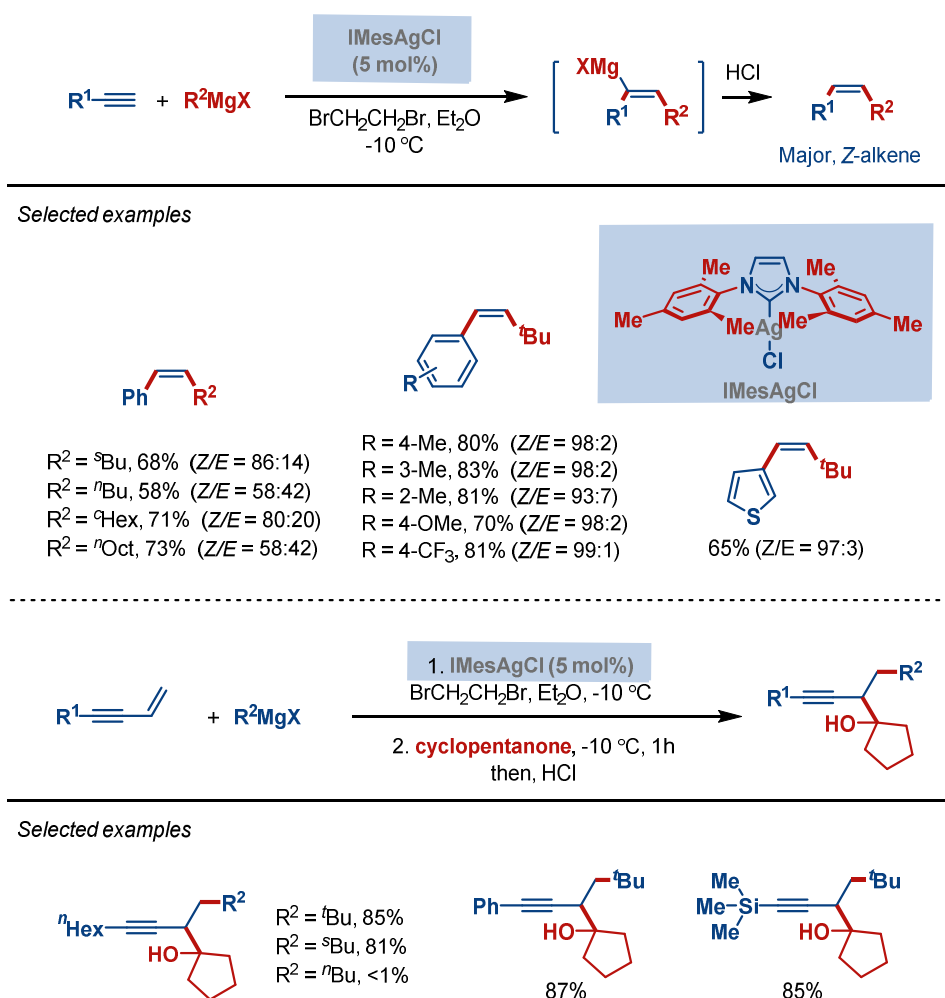 IMesAgCl
(5 mol%)
R¹ + R²MgX
BrCH₂CH₂Br, Et₂O
-10 °C
XMg
R¹ R²
HCl
R¹ R²
Major, Z-alkene
Selected examples
Ph R²
R² = ˢBu, 68% (Z/E = 86:14)
R² = ⁿBu, 58% (Z/E = 58:42)
R² = ᶜHex, 71% (Z/E = 80:20)
R² = ⁿOct, 73% (Z/E = 58:42)
ᵗBu
R
R = 4-Me, 80% (Z/E = 98:2)
R = 3-Me, 83% (Z/E = 98:2)
R = 2-Me, 81% (Z/E = 93:7)
R = 4-OMe, 70% (Z/E = 98:2)
R = 4-CF₃, 81% (Z/E = 99:1)
Me N N Me
Me Me Ag Me Me
Cl
IMesAgCl
ᵗBu
S
65% (Z/E = 97:3)
R¹ + R²MgX
1. IMesAgCl (5 mol%)
BrCH₂CH₂Br, Et₂O, -10 °C
2. cyclopentanone, -10 °C, 1h
then, HCl
R²
R¹
HO
Selected examples
R²
ⁿHex
HO
R² = ᵗBu, 85%
R² = ˢBu, 81%
R² = ⁿBu, <1%
ᵗBu
Ph
HO
87%
Me ᵗBu
Me Si
Me HO
85%